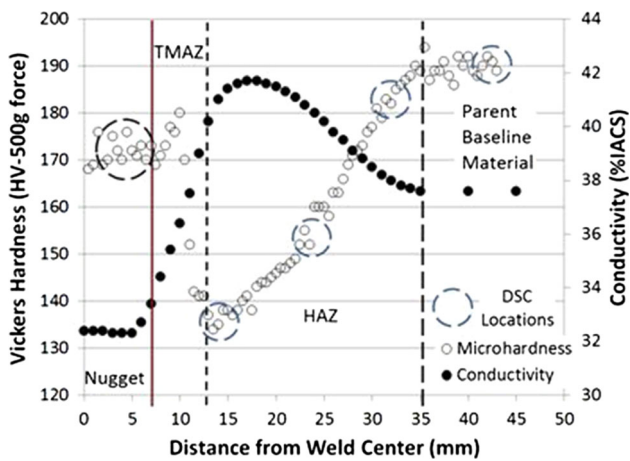 200
190
180
170
160
150
140
130
120
Vickers Hardness (HV-500g force)
TMAZ
Nugget
HAZ
Parent
Baseline
Material
DSC
Locations
Microhardness
Conductivity
44
42
40
38
36
34
32
30
Conductivity (%IACS)
0 5 10 15 20 25 30 35 40 45 50
Distance from Weld Center (mm)